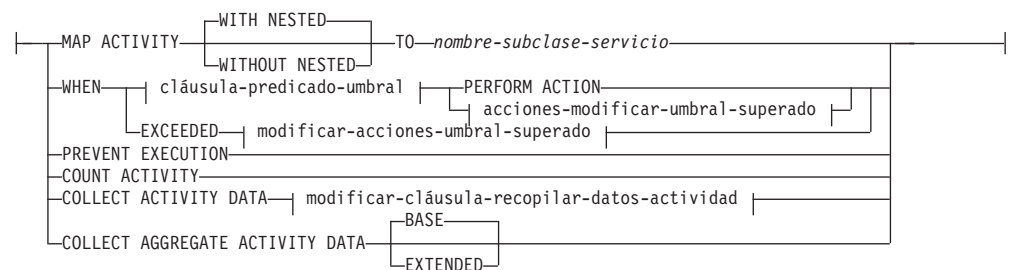 WITH NESTED
MAP ACTIVITY TO nombre-subclase-servicio
WITHOUT NESTED
WHEN cláusula-predicado-umbral PERFORM ACTION
acciones-modificar-umbral-superado
EXCEEDED modificar-acciones-umbral-superado
PREVENT EXECUTION
COUNT ACTIVITY
COLLECT ACTIVITY DATA modificar-cláusula-recopilar-datos-actividad
BASE
COLLECT AGGREGATE ACTIVITY DATA
EXTENDED